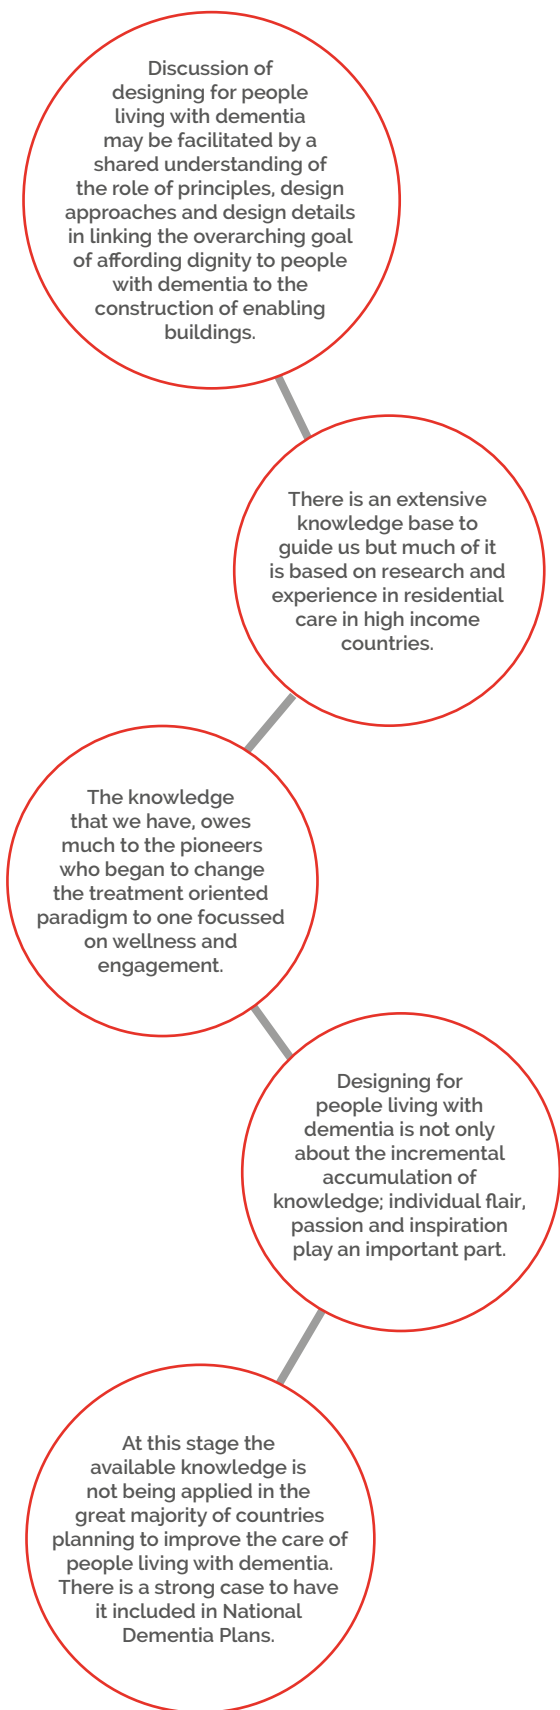 Discussion of
designing for people
living with dementia
may be facilitated by a
shared understanding of
the role of principles, design
approaches and design details
in linking the overarching goal
of affording dignity to people
with dementia to the
construction of enabling
buildings.
There is an extensive
knowledge base to
guide us but much of it
is based on research and
experience in residential
care in high income
countries.
The knowledge
that we have, owes
much to the pioneers
who began to change
the treatment oriented
paradigm to one focussed
on wellness and
engagement.
Designing for
people living with
dementia is not only
about the incremental
accumulation of
knowledge; individual flair,
passion and inspiration
play an important part.
At this stage the
available knowledge is
not being applied in the
great majority of countries
planning to improve the care of
people living with dementia.
There is a strong case to have
it included in National
Dementia Plans.